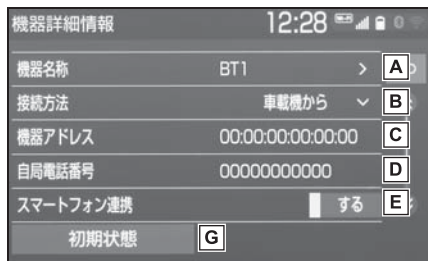 機器詳細情報 12:28
機器名称 BT1 > A
接続方法 車載機から B
機器アドレス 00:00:00:00:00:00 C
自局電話番号 00000000000 D
スマートフォン連携 する E
初期状態 G